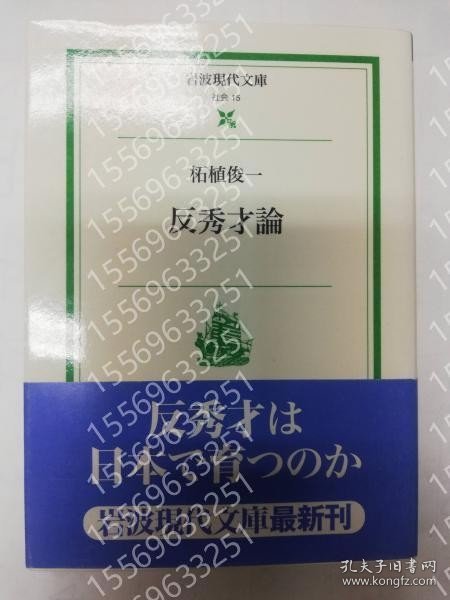 岩波現代文庫
社会 15
柘植俊一
反秀才論
反秀才は
日本で育つのか
岩波現代文庫最新刊
15569633251
孔夫子旧书网
www.kongfz.com